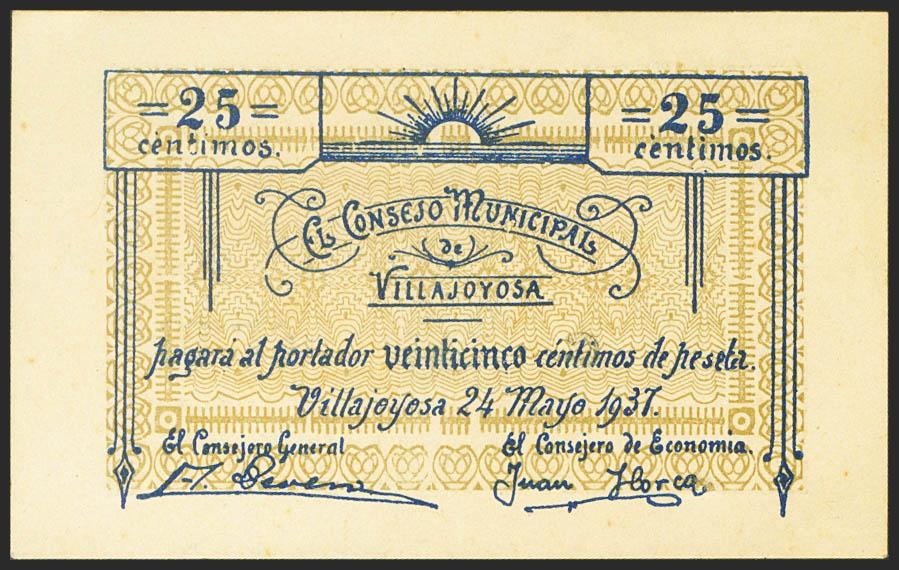 =25=
céntimos.
=25=
céntimos.
EL CONSEJO MUNICIPAL
de
VILLAJOYOSA
pagará al portador veinticinco céntimos de peseta.
Villajoyosa 24 Mayo 1937.
El Consejero General
El Consejero de Economia.
Juan Llorca